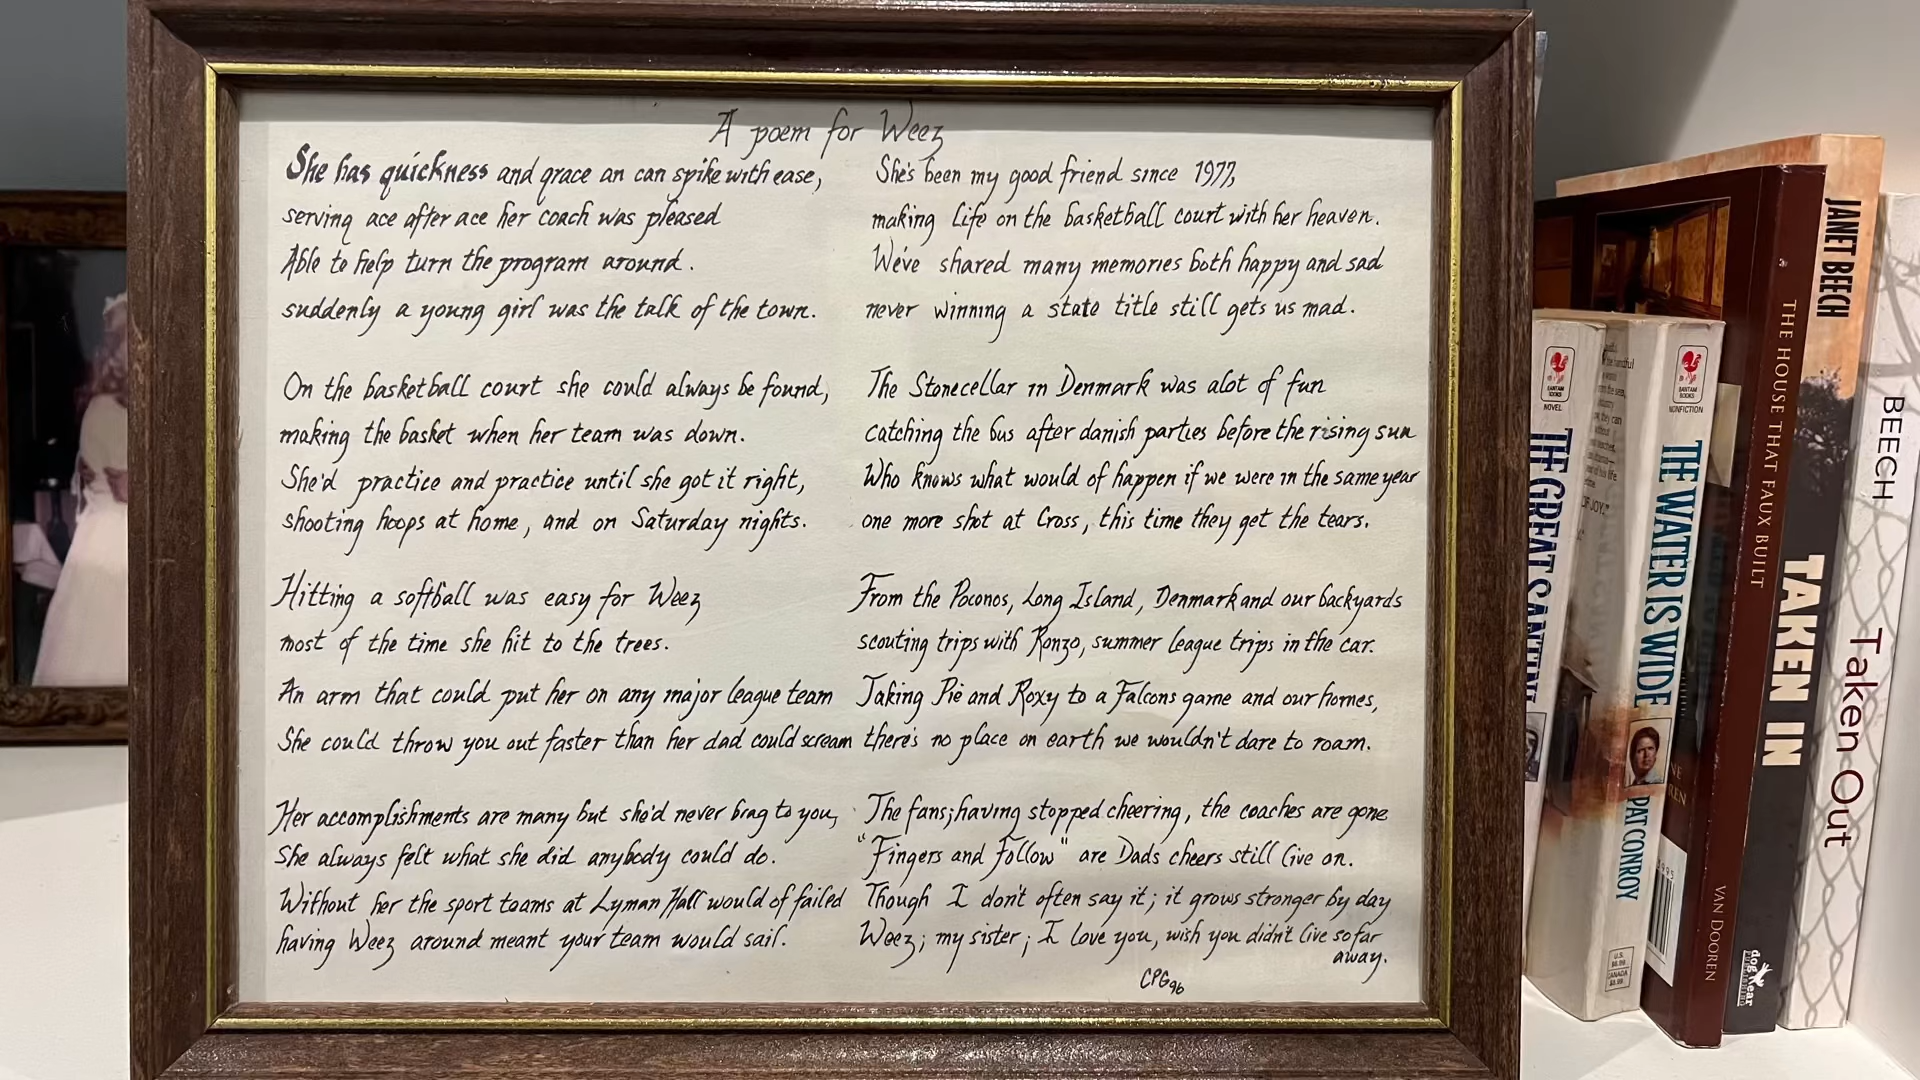 A poem for Weez
She has quickness and grace an can spike with ease,
serving ace after ace her coach was pleased
Able to help turn the program around.
suddenly a young girl was the talk of the town.
On the basketball court she could always be found,
making the basket when her team was down.
She'd practice and practice until she got it right,
shooting hoops at home, and on Saturday nights.
Hitting a softball was easy for Weez
most of the time she hit to the trees.
An arm that could put her on any major league team
She could throw you out faster than her dad could scream
Her accomplishments are many but she'd never brag to you,
She always felt what she did anybody could do.
Without her the sport teams at Lyman Hall would of failed
having Weez around meant your team would sail.
She's been my good friend since 1977,
making life on the basketball court with her heaven.
We've shared many memories both happy and sad
never winning a state title still gets us mad.
The Stonecellar in Denmark was alot of fun
catching the bus after danish parties before the rising sun
Who knows what would of happen if we were in the same year
one more shot at Cross, this time they get the tears.
From the Poconos, Long Island, Denmark and our backyards
scouting trips with Ronzo, summer league trips in the car.
Taking Pie and Roxy to a Falcons game and our homes,
there's no place on earth we wouldn't dare to roam.
The fans; having stopped cheering, the coaches are gone
"Fingers and Follow" are Dads cheers still live on.
Though I don't often say it; it grows stronger by day
Weez; my sister; I love you, wish you didn't live so far
away.
CPG96
THE GREAT SANTINI
BANTAM BOOKS
NOVEL
THE WATER IS WIDE
PAT CONROY
BANTAM BOOKS
NONFICTION
THE HOUSE THAT FAUX BUILT
VAN DOOREN
JANET BEECH
TAKEN IN
dog ear
BEECH
Taken Out